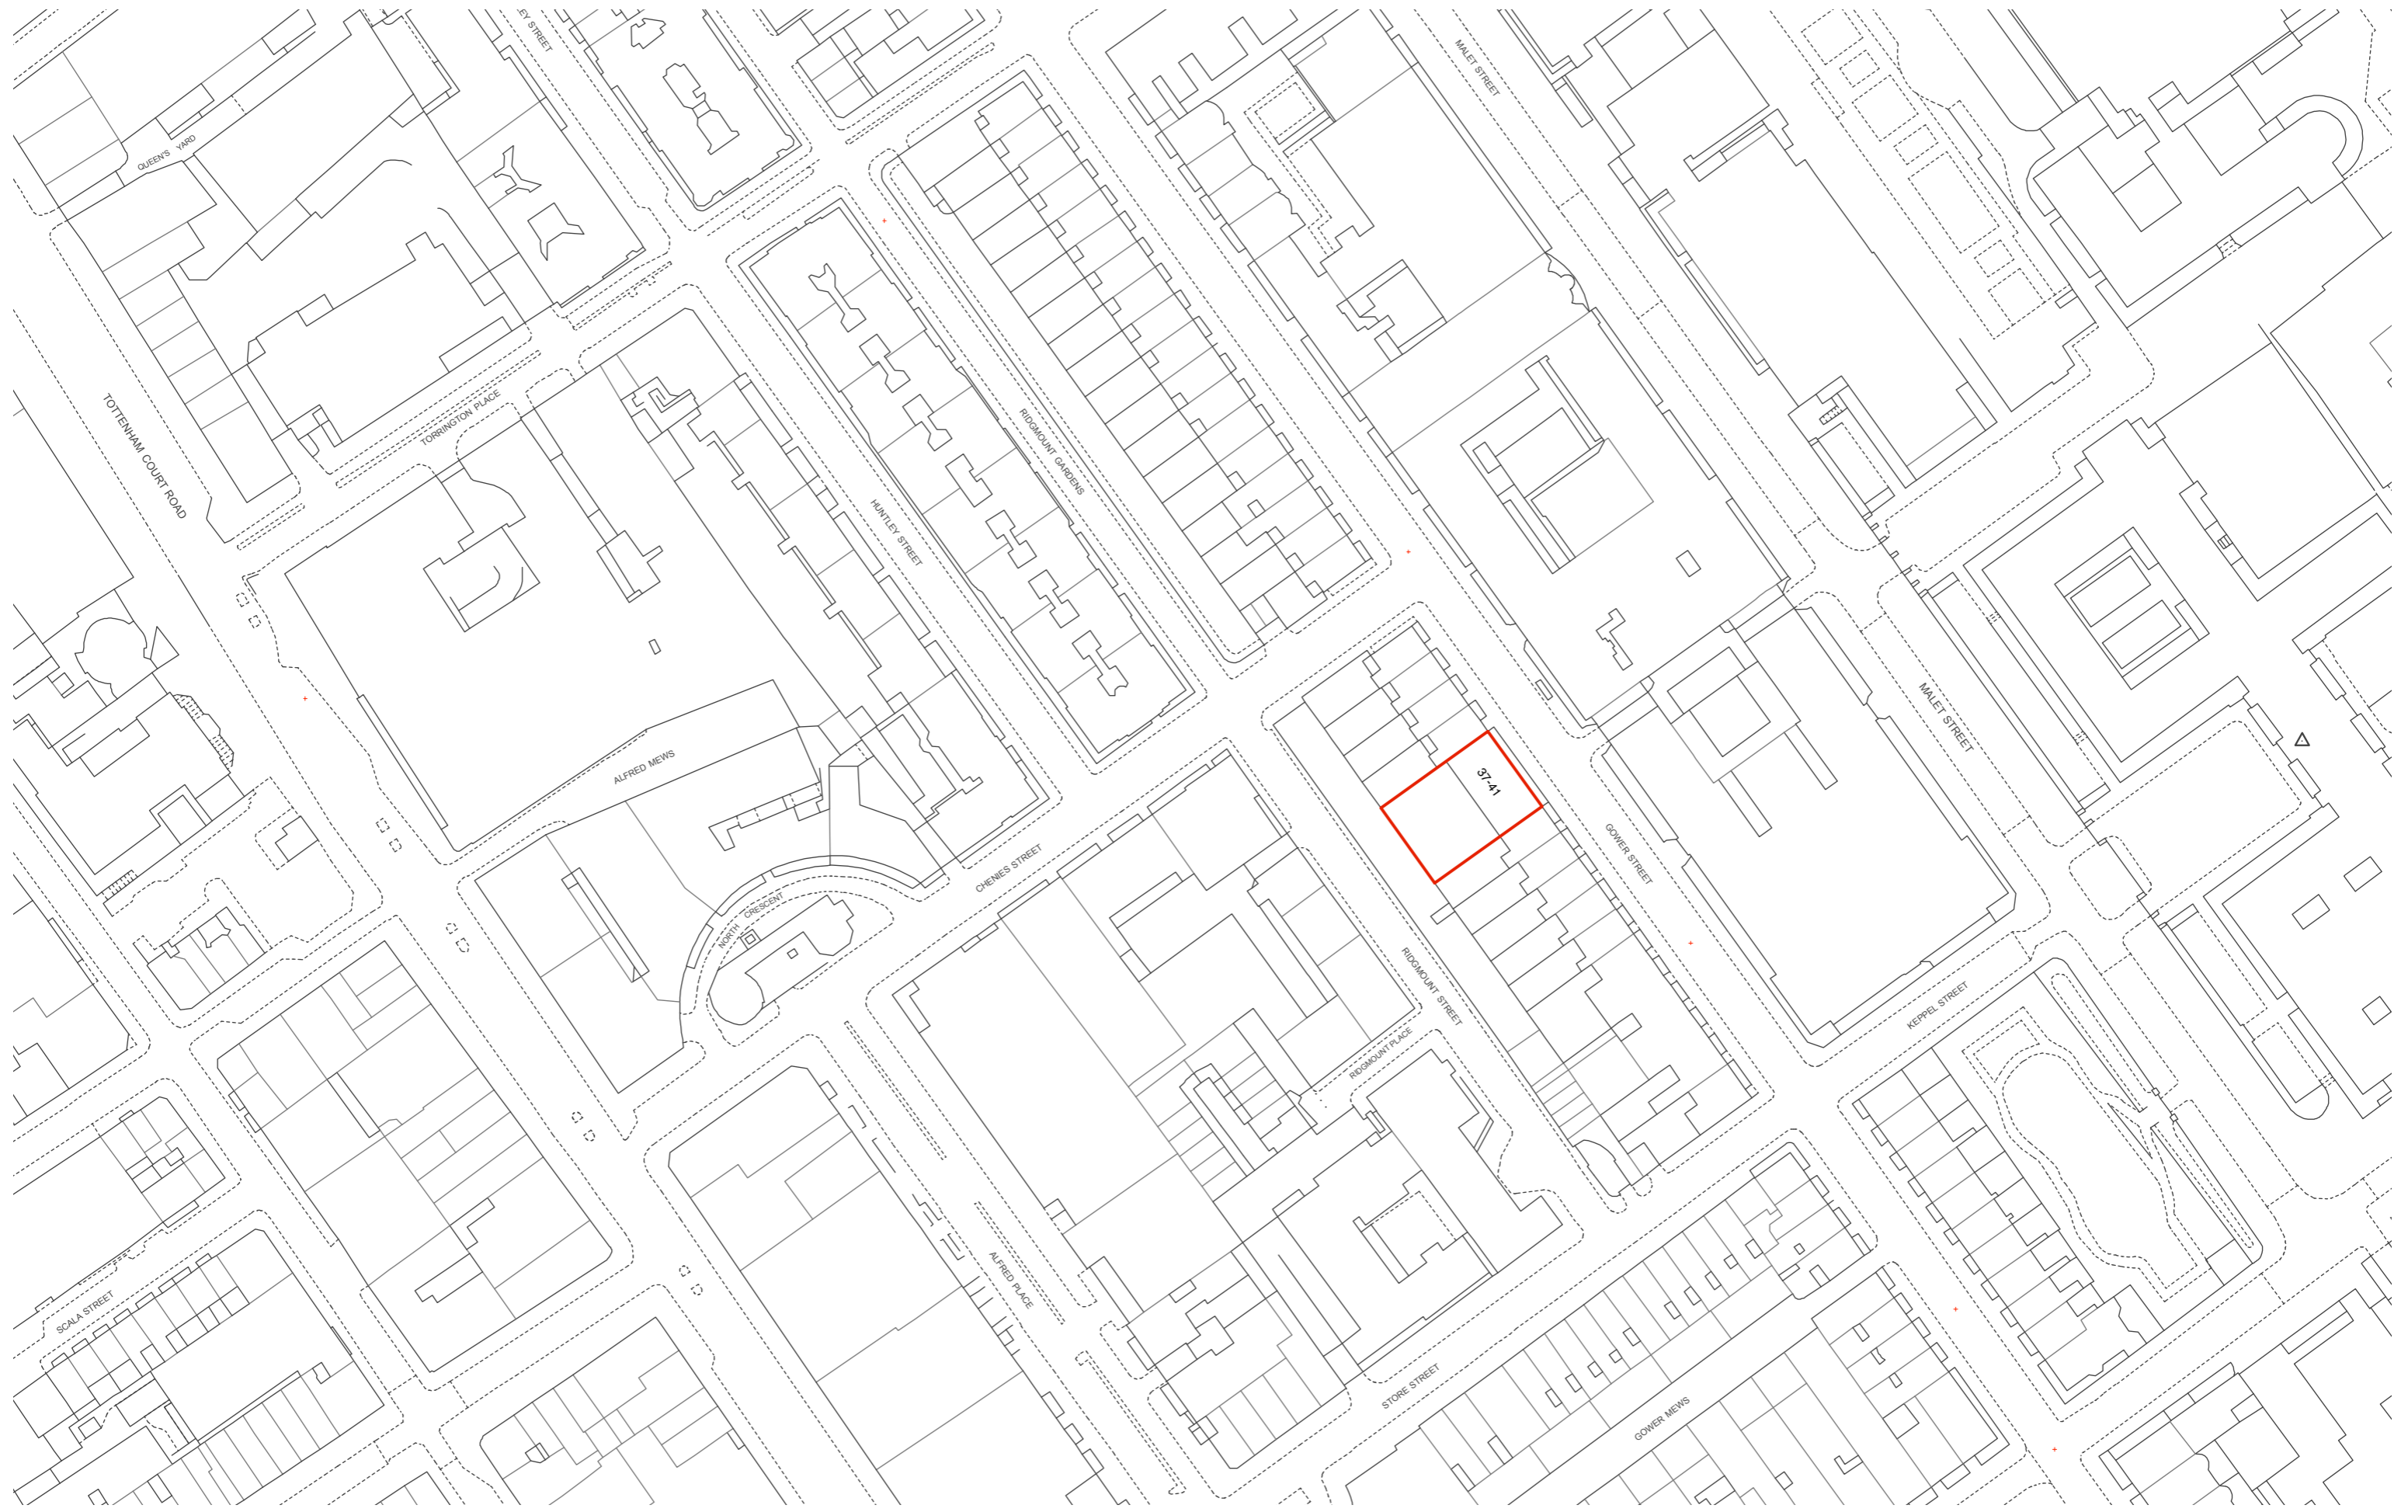 LEY STREET
MALET STREET
QUEEN'S YARD
TOTTENHAM COURT ROAD
TORRINGTON PLACE
RIDGMOUNT GARDENS
HUNTLEY STREET
MALET STREET
ALFRED MEWS
37-41
GOWER STREET
CHENIES STREET
NORTH CRESCENT
RIDGMOUNT STREET
KEPPEL STREET
RIDGMOUNT PLACE
ALFRED PLACE
SCALA STREET
STORE STREET
GOWER MEWS